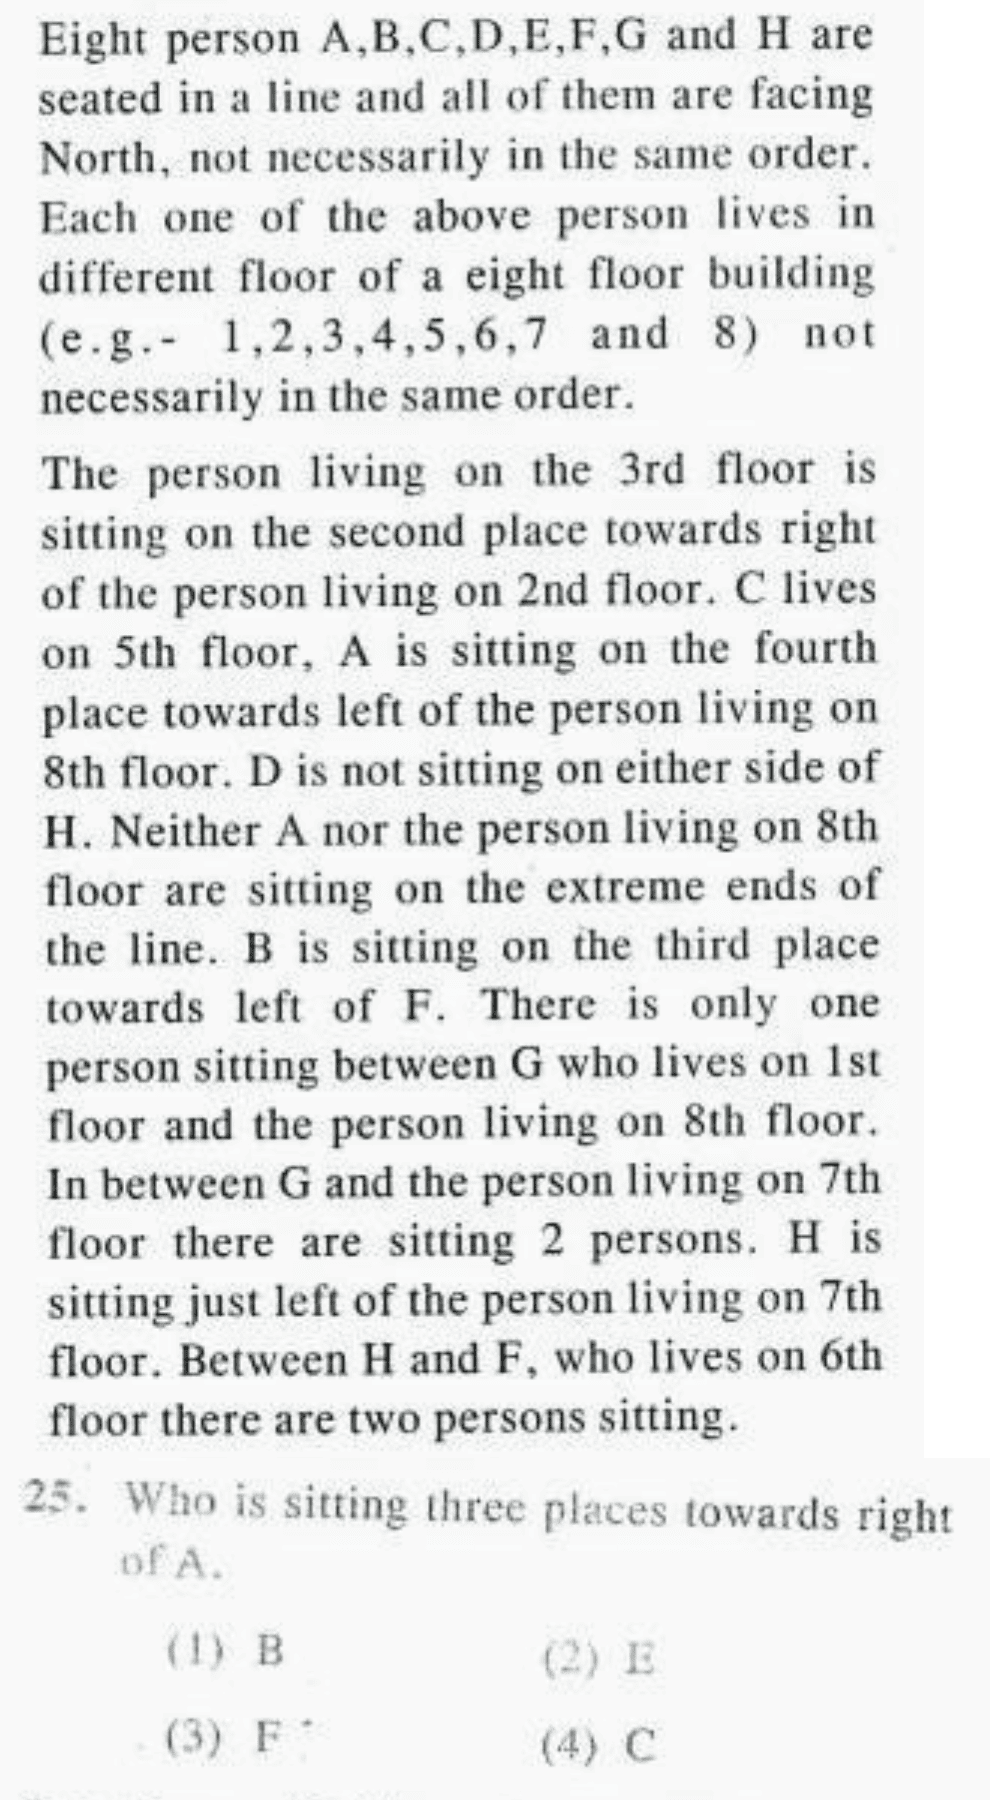 Eight person A,B,C,D,E,F,G and H are
seated in a line and all of them are facing
North, not necessarily in the same order.
Each one of the above person lives in
different floor of a eight floor building
(e.g.- 1,2,3,4,5,6,7 and 8) not
necessarily in the same order.
The person living on the 3rd floor is
sitting on the second place towards right
of the person living on 2nd floor. C lives
on 5th floor, A is sitting on the fourth
place towards left of the person living on
8th floor. D is not sitting on either side of
H. Neither A nor the person living on 8th
floor are sitting on the extreme ends of
the line. B is sitting on the third place
towards left of F. There is only one
person sitting between G who lives on 1st
floor and the person living on 8th floor.
In between G and the person living on 7th
floor there are sitting 2 persons. H is
sitting just left of the person living on 7th
floor. Between H and F, who lives on 6th
floor there are two persons sitting.
25. Who is sitting three places towards right
of A.
(1) B (2) E
(3) F (4) C